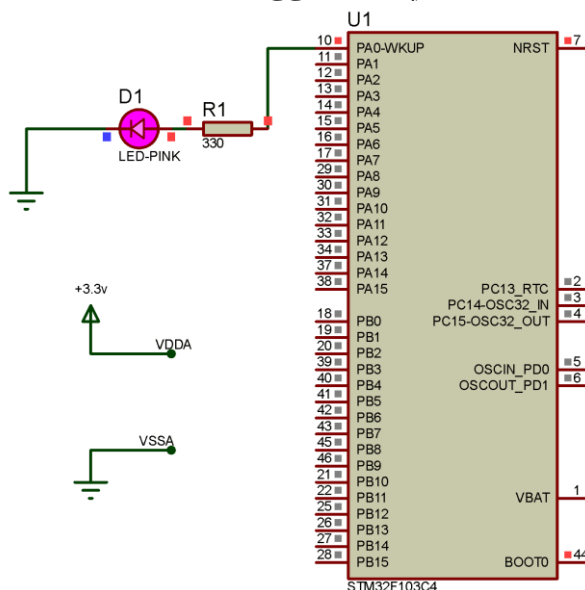 U1
10 PA0-WKUP NRST 7
11 PA1
12 PA2
13 PA3
14 PA4
15 PA5
16 PA6
17 PA7
29 PA8
30 PA9
31 PA10
32 PA11
33 PA12
34 PA13
37 PA14
38 PA15
PC13_RTC 2
PC14-OSC32_IN 3
PC15-OSC32_OUT 4
18 PB0
19 PB1
20 PB2
39 PB3
40 PB4
41 PB5
42 PB6
43 PB7
45 PB8
46 PB9
21 PB10
22 PB11
25 PB12
26 PB13
27 PB14
28 PB15
OSCIN_PD0 5
OSCOUT_PD1 6
VBAT 1
BOOT0 44
STM32F103C4
D1
LED-PINK
R1
330
+3.3v
VDDA
VSSA